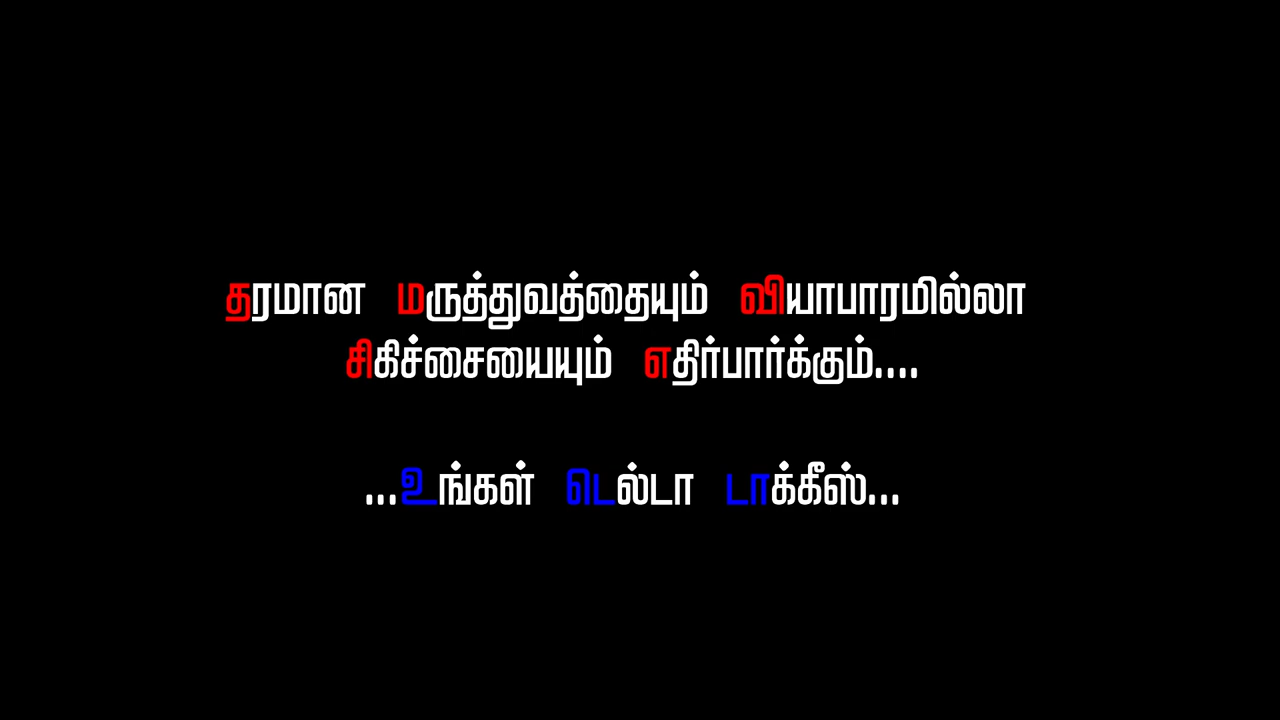 தரமான மருத்துவத்தையும் வியாபாரமில்லா
சிகிச்சையையும் எதிர்பார்க்கும்....
...உங்கள் டெல்டா டாக்கீஸ்...